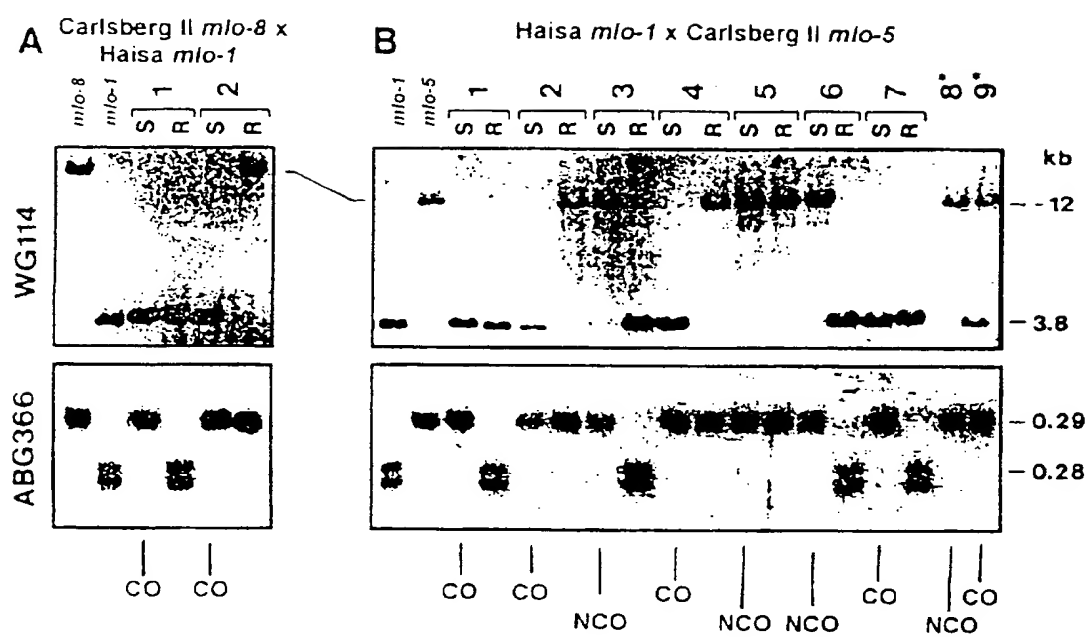 A
Carlsberg II mlo-8 x
Haisa mlo-1
mlo-8 mlo-1 1 2
S R S R
B
Haisa mlo-1 x Carlsberg II mlo-5
mlo-1 mlo-5 1 2 3 4 5 6 7 8* 9*
S R S R S R S R S R S R S R
kb
WG114
--12
-3.8
ABG366
-0.29
-0.28
CO CO
CO CO NCO CO NCO NCO CO NCO CO